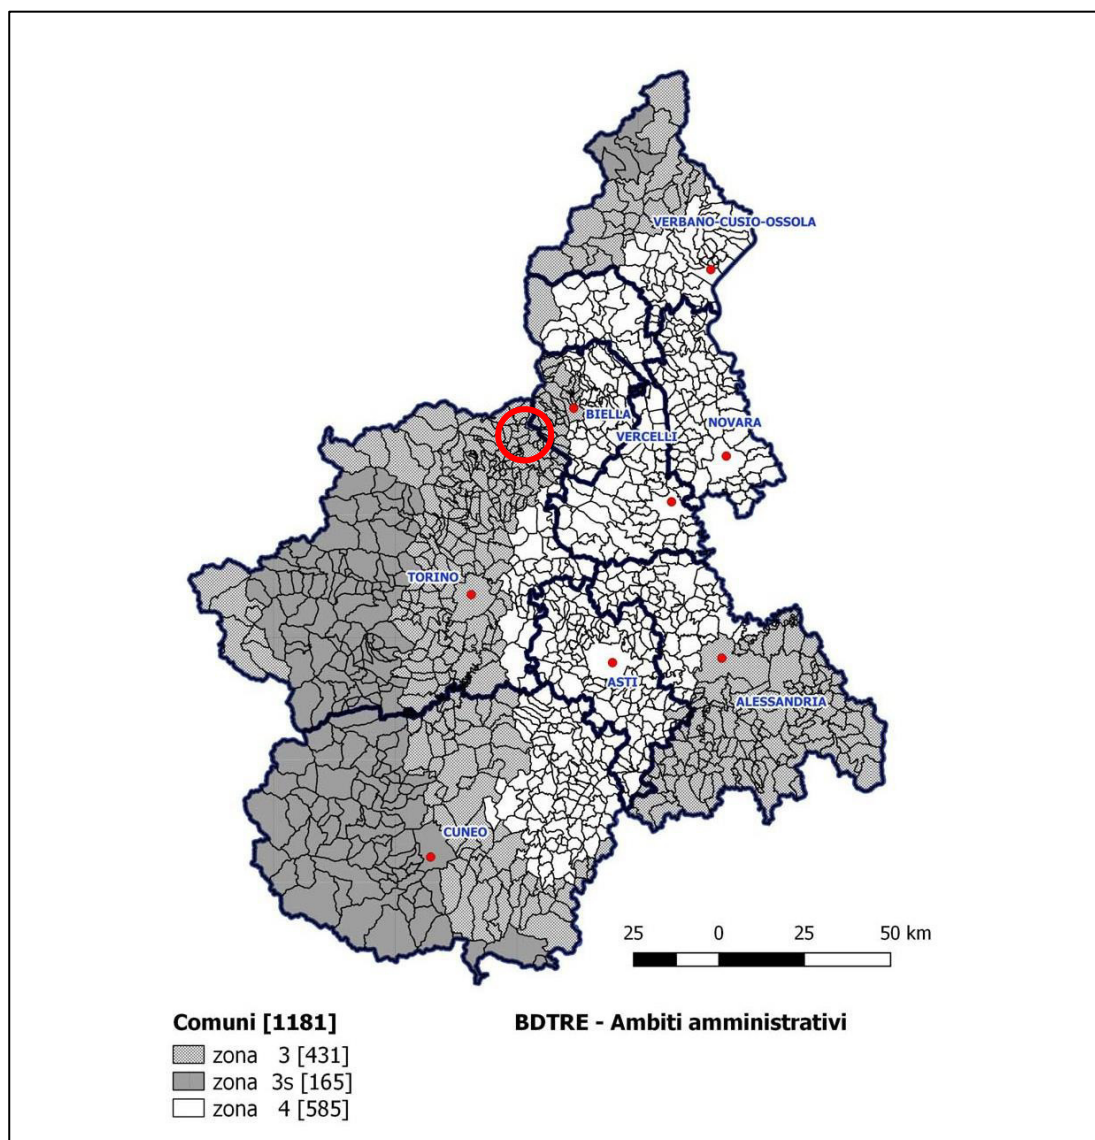 VERBANO-CUSIO-OSSOLA
BIELLA
NOVARA
VERCELLI
TORINO
ASTI
ALESSANDRIA
CUNEO
25 0 25 50 km
Comuni [1181]
BDTRE - Ambiti amministrativi
zona 3 [431]
zona 3s [165]
zona 4 [585]